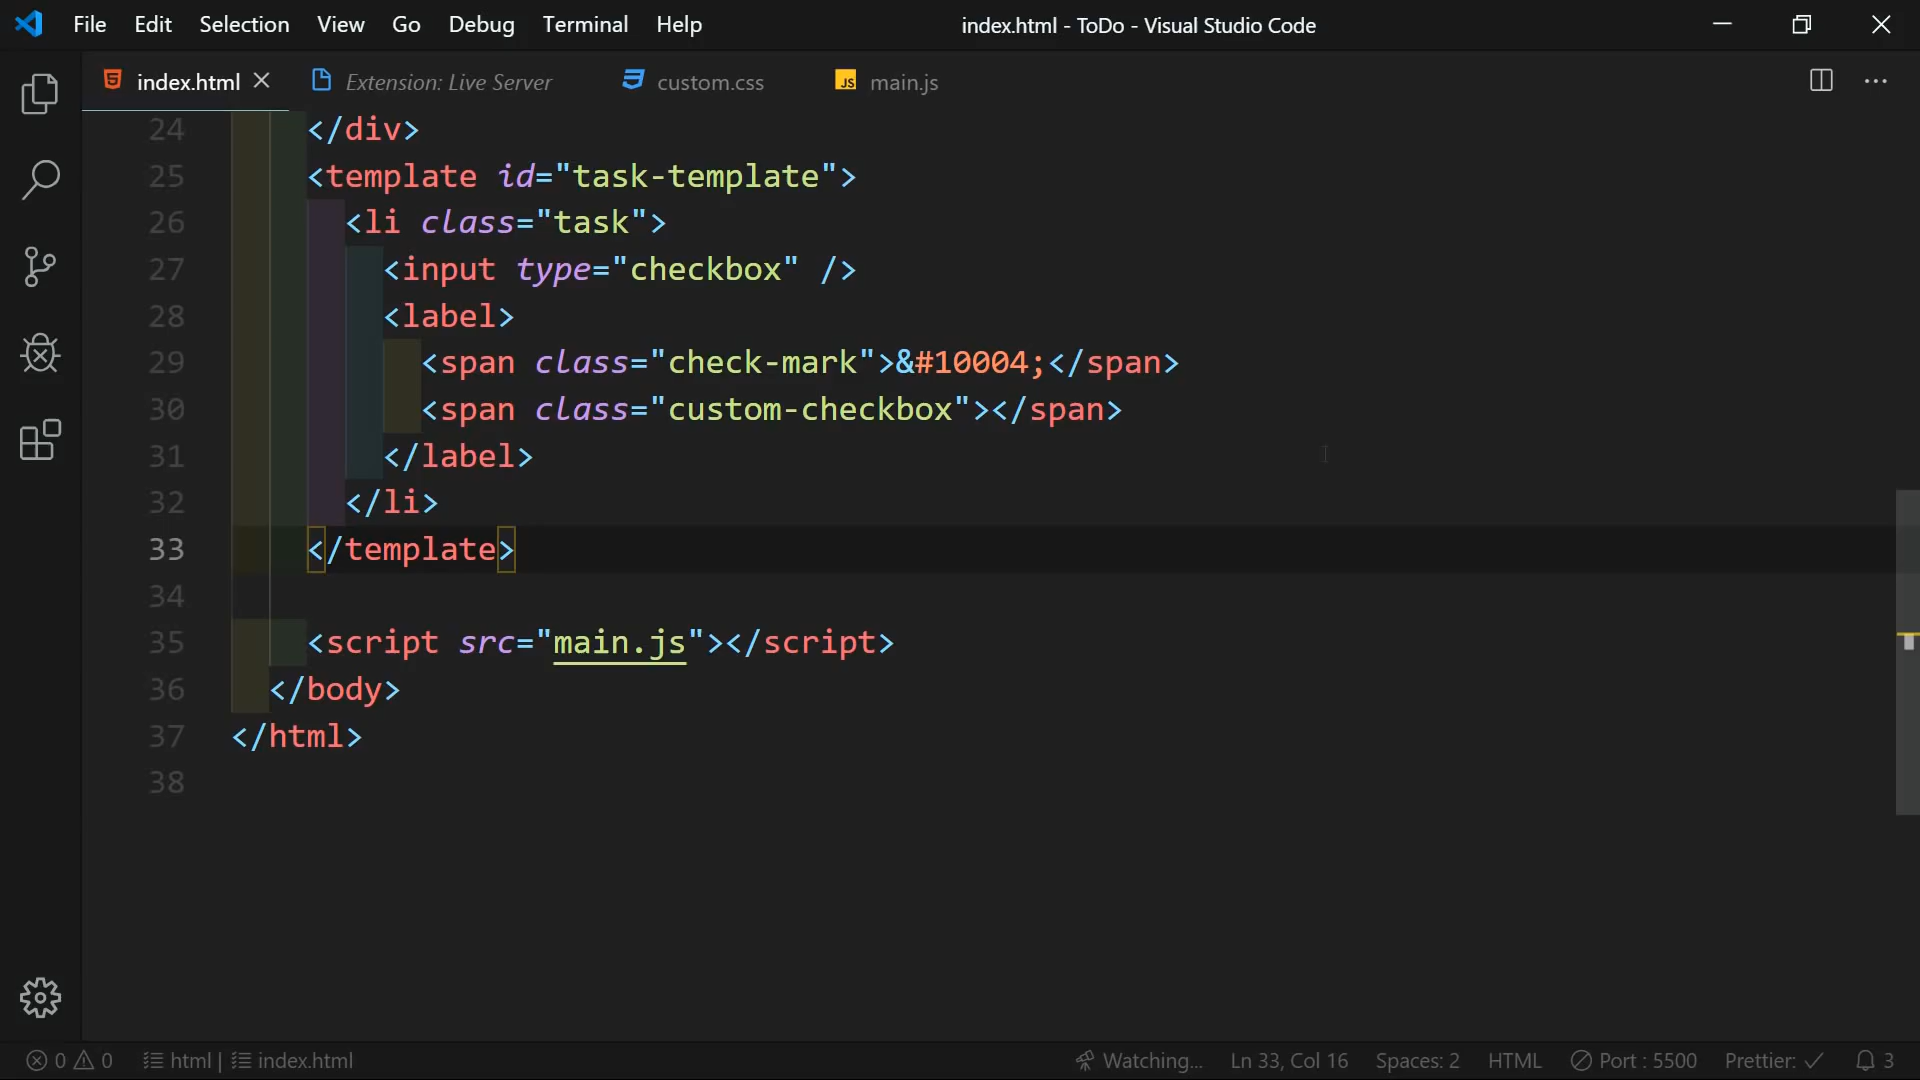 File Edit Selection View Go Debug Terminal Help index.html - ToDo - Visual Studio Code
index.html Extension: Live Server custom.css JS main.js
24 </div>
25 <template id="task-template">
26 <li class="task">
27 <input type="checkbox" />
28 <label>
29 <span class="check-mark">&#10004;</span>
30 <span class="custom-checkbox"></span>
31 </label>
32 </li>
33 </template>
34
35 <script src="main.js"></script>
36 </body>
37 </html>
38
0 0 html | index.html Watching... Ln 33, Col 16 Spaces: 2 HTML Port : 5500 Prettier: ✓ 3